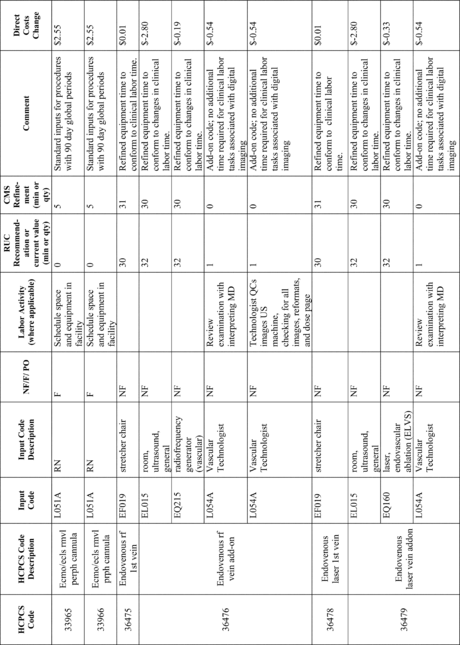 HCPCS Code | HCPCS Code Description | Input Code | Input Code Description | NF/F/ PO | Labor Activity (where applicable) | RUC Recommend-ation or current value (min or qty) | CMS Refine-ment (min or qty) | Comment | Direct Costs Change
33965 | Ecmo/ecls rmvl perph cannula | L051A | RN | F | Schedule space and equipment in facility | 0 | 5 | Standard inputs for procedures with 90 day global periods | $2.55
33966 | Ecmo/ecls rmvl prph cannula | L051A | RN | F | Schedule space and equipment in facility | 0 | 5 | Standard inputs for procedures with 90 day global periods | $2.55
36475 | Endovenous rf 1st vein | EF019 | stretcher chair | NF | 30 | 31 | Refined equipment time to conform to clinical labor time. | $0.01
36476 | Endovenous rf vein add-on | EL015 | room, ultrasound, general | NF | 32 | 30 | Refined equipment time to conform to changes in clinical labor time. | $-2.80
EQ215 | radiofrequency generator (vascular) | NF | 32 | 30 | Refined equipment time to conform to changes in clinical labor time. | $-0.19
L054A | Vascular Technologist | NF | Review examination with interpreting MD | 1 | 0 | Add-on code; no additional time required for clinical labor tasks associated with digital imaging | $-0.54
L054A | Vascular Technologist | NF | Technologist QCs images US machine, checking for all images, reformats, and dose page | 1 | 0 | Add-on code; no additional time required for clinical labor tasks associated with digital imaging | $-0.54
36478 | Endovenous laser 1st vein | EF019 | stretcher chair | NF | 30 | 31 | Refined equipment time to conform to clinical labor time. | $0.01
36479 | Endovenous laser vein addon | EL015 | room, ultrasound, general | NF | 32 | 30 | Refined equipment time to conform to changes in clinical labor time. | $-2.80
EQ160 | laser, endovascular ablation (ELVS) | NF | 32 | 30 | Refined equipment time to conform to changes in clinical labor time. | $-0.33
L054A | Vascular Technologist | NF | Review examination with interpreting MD | 1 | 0 | Add-on code; no additional time required for clinical labor tasks associated with digital imaging | $-0.54